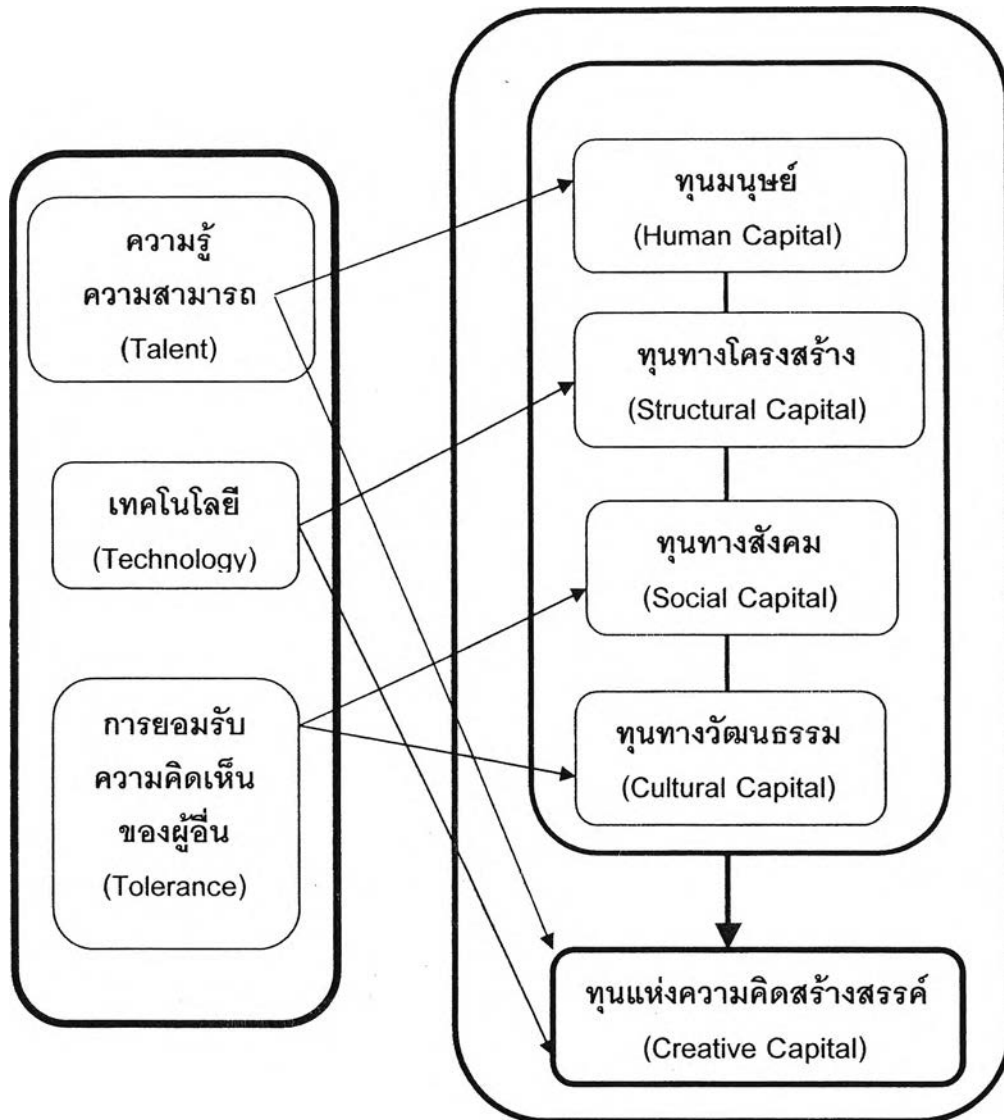 ความรู้
ความสามารถ
(Talent)
เทคโนโลยี
(Technology)
การยอมรับ
ความคิดเห็น
ของผู้อื่น
(Tolerance)
ทุนมนุษย์
(Human Capital)
ทุนทางโครงสร้าง
(Structural Capital)
ทุนทางสังคม
(Social Capital)
ทุนทางวัฒนธรรม
(Cultural Capital)
ทุนแห่งความคิดสร้างสรรค์
(Creative Capital)